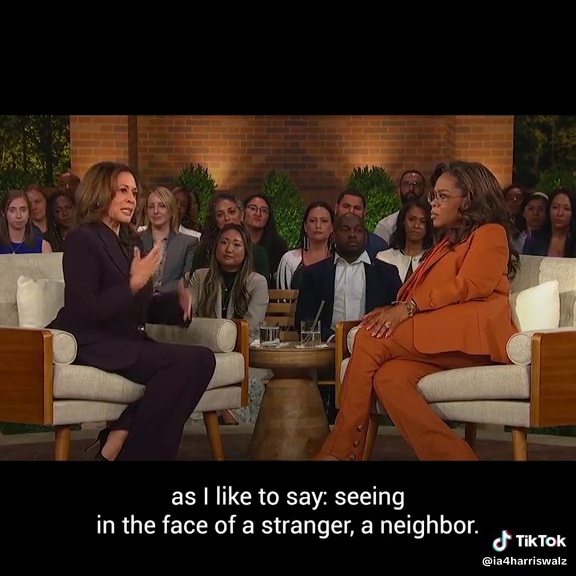 as I like to say: seeing
in the face of a stranger, a neighbor.
TikTok
@ia4harriswalz